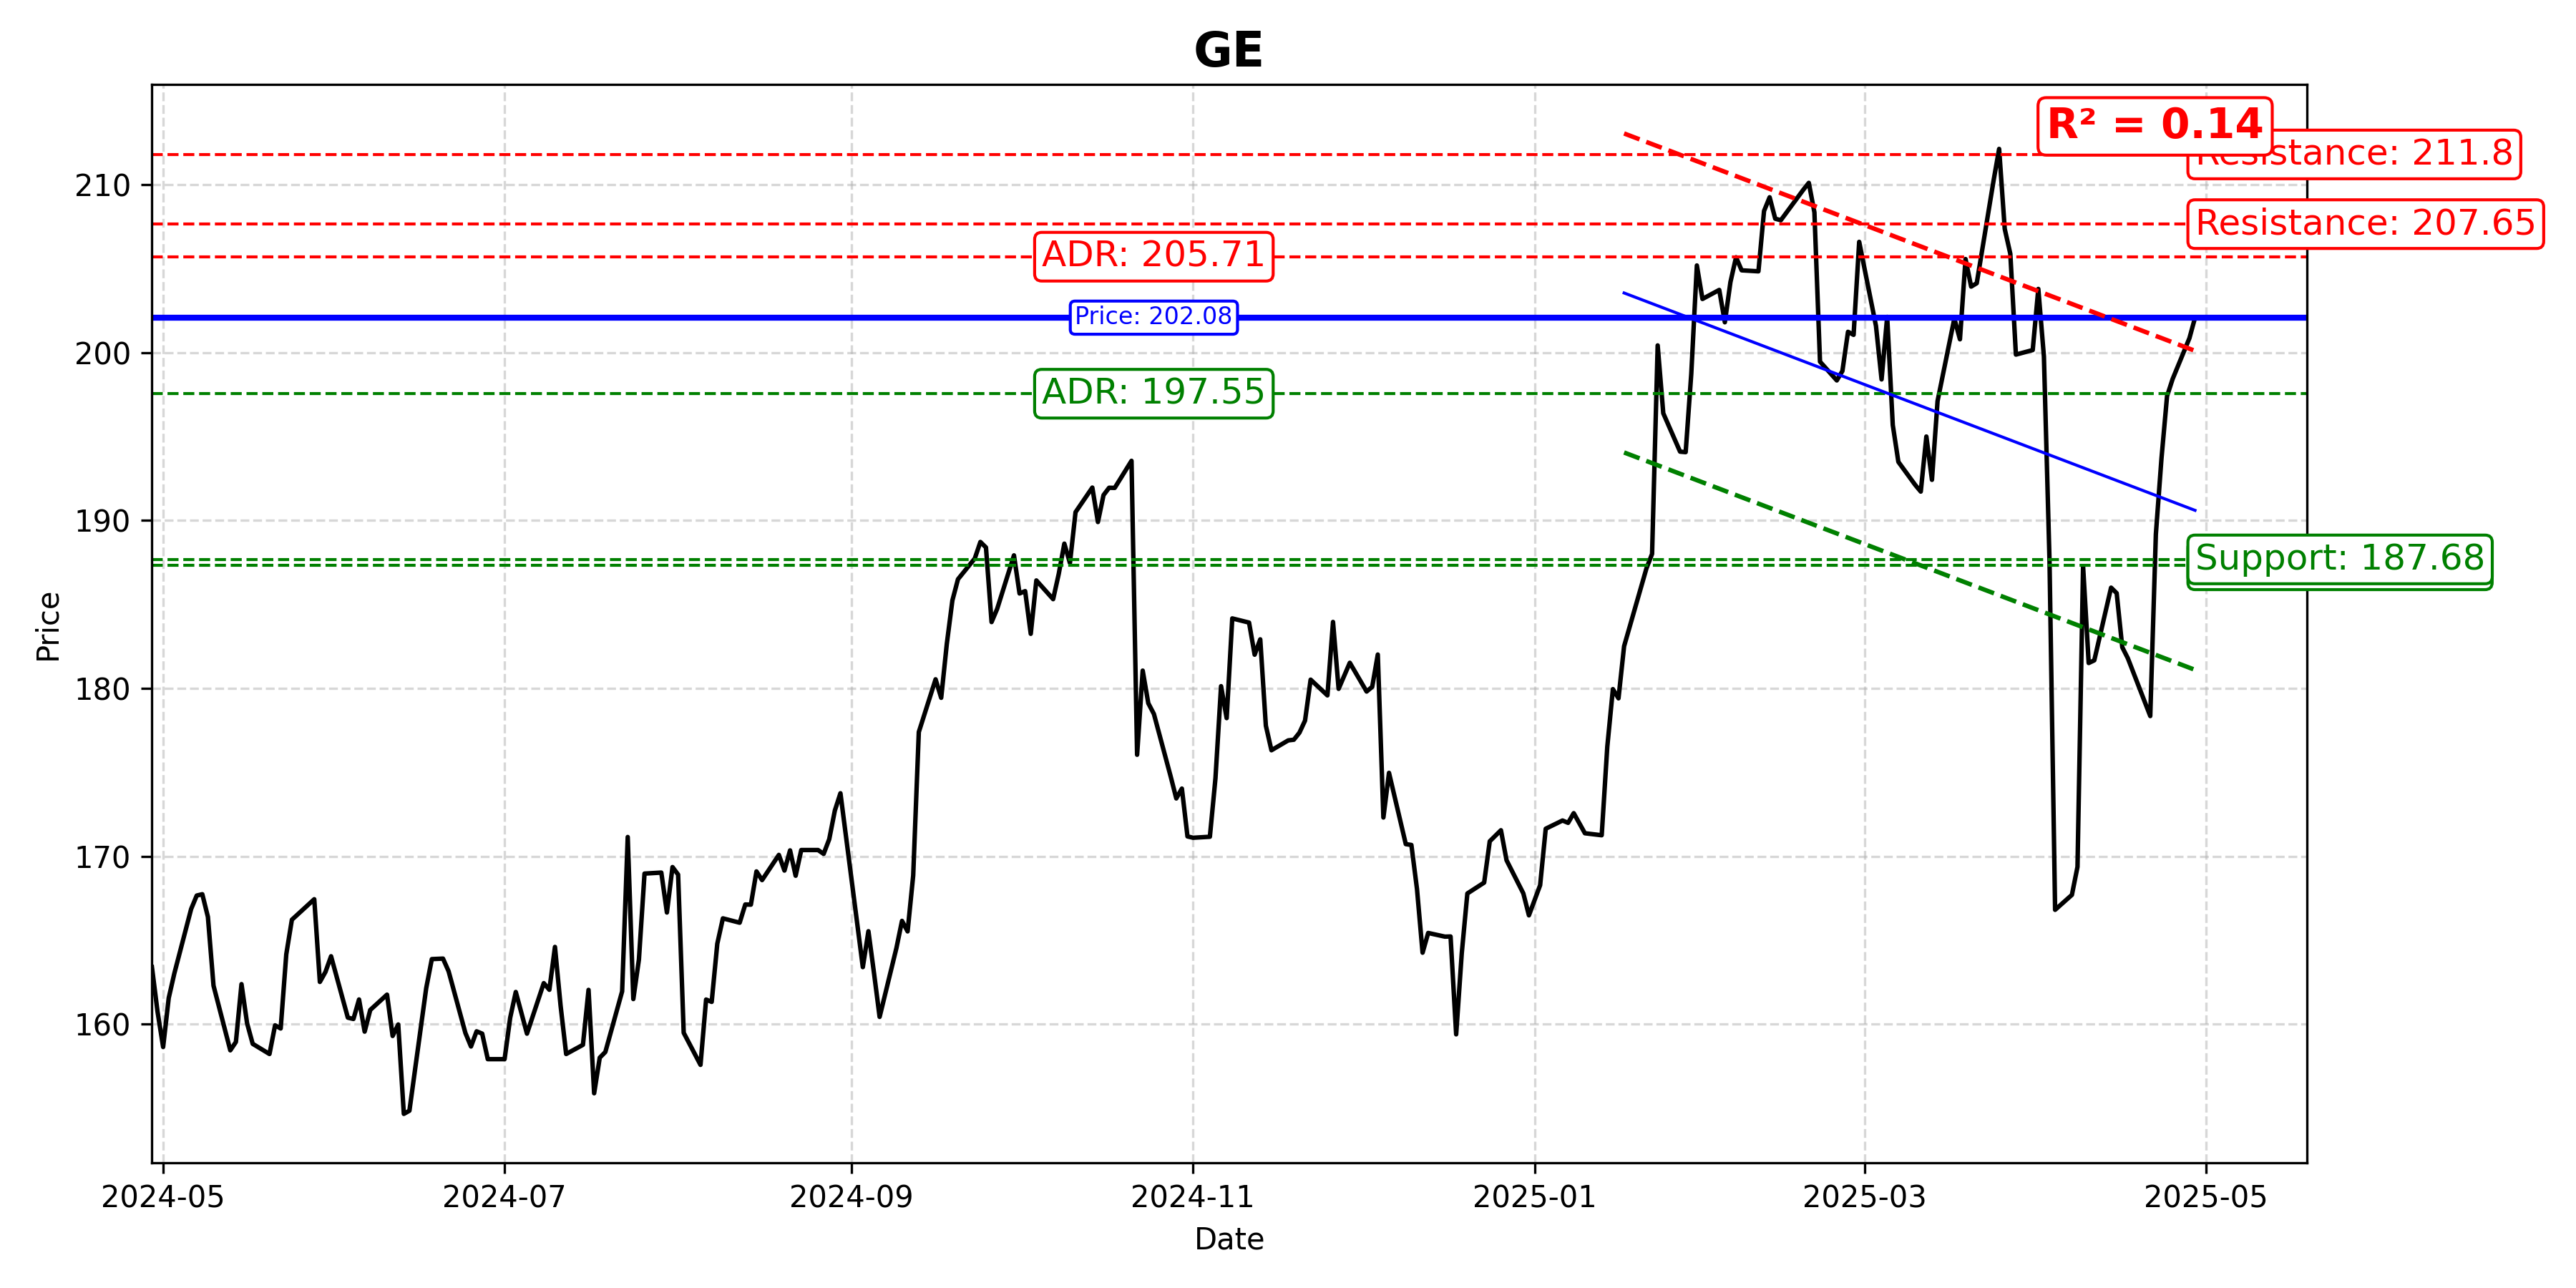 GE
R² = 0.14
Resistance: 211.8
Resistance: 207.65
ADR: 205.71
Price: 202.08
ADR: 197.55
Support: 187.68
210
200
190
180
170
160
Price
2024-05
2024-07
2024-09
2024-11
2025-01
2025-03
2025-05
Date